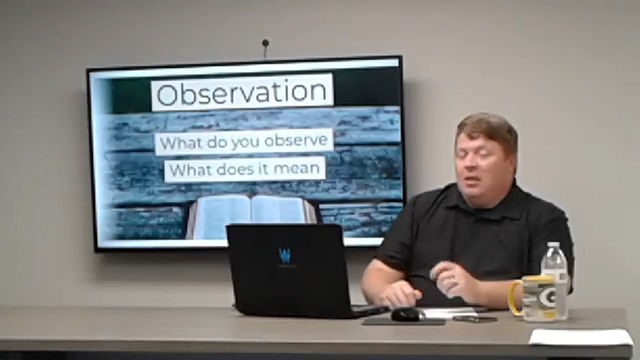 Observation
What do you observe
What does it mean